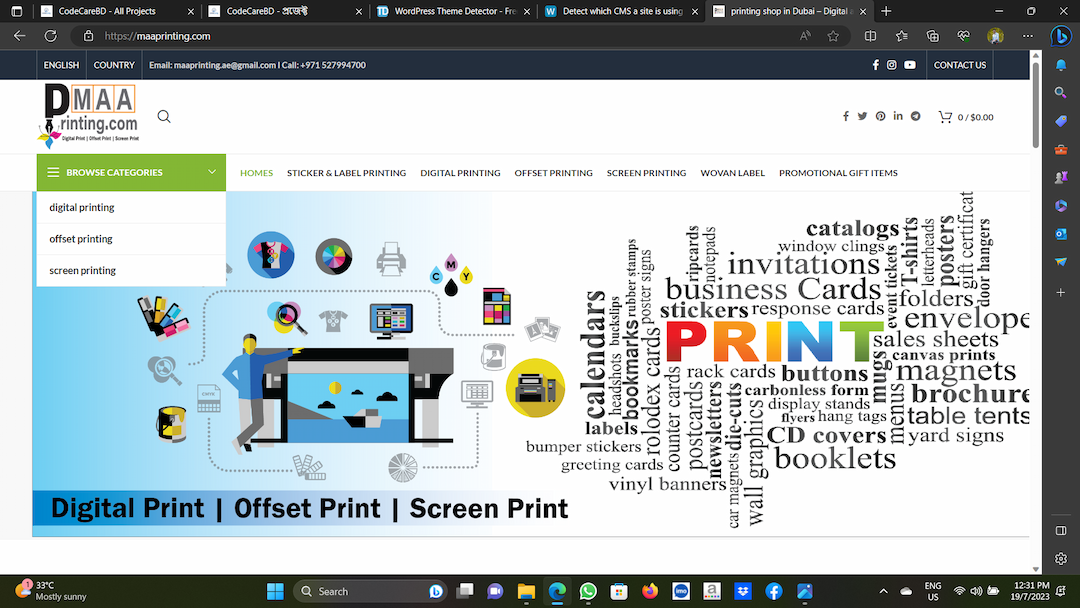 CodeCareBD - All Projects
CodeCareBD - প্রজেক্ট
WordPress Theme Detector - Fre
Detect which CMS a site is using
printing shop in Dubai – Digital a
https://maaprinting.com
ENGLISH
COUNTRY
Email: maaprinting.ae@gmail.com I Call: +971 527994700
CONTACT US
PMAA
rinting.com
Digital Print | Offset Print | Screen Print
0 / $0.00
BROWSE CATEGORIES
HOMES
STICKER & LABEL PRINTING
DIGITAL PRINTING
OFFSET PRINTING
SCREEN PRINTING
WOVAN LABEL
PROMOTIONAL GIFT ITEMS
digital printing
offset printing
screen printing
C
M
Y
CMYK
catalogs
window clings
invitations
business Cards
stickers
response cards
PRINT
rack cards
buttons
carbonless form
display stands
flyers
hang tags
CD covers
booklets
calendars
headshots
buckslips
bookmarks
rubber stamps
poster signs
rodolex cards
ripcards
notepads
labels
bumper stickers
greeting cards
vinyl banners
counter cards
postcards
newsletters
die-cuts
car magnets
wall graphics
event tickets
T-shirts
letterheads
posters
gift certificat
door hangers
folders
envelope
sales sheets
canvas prints
mugs
magnets
menus
brochure
table tents
yard signs
Digital Print | Offset Print | Screen Print
33°C
Mostly sunny
Search
ENG
US
12:31 PM
19/7/2023